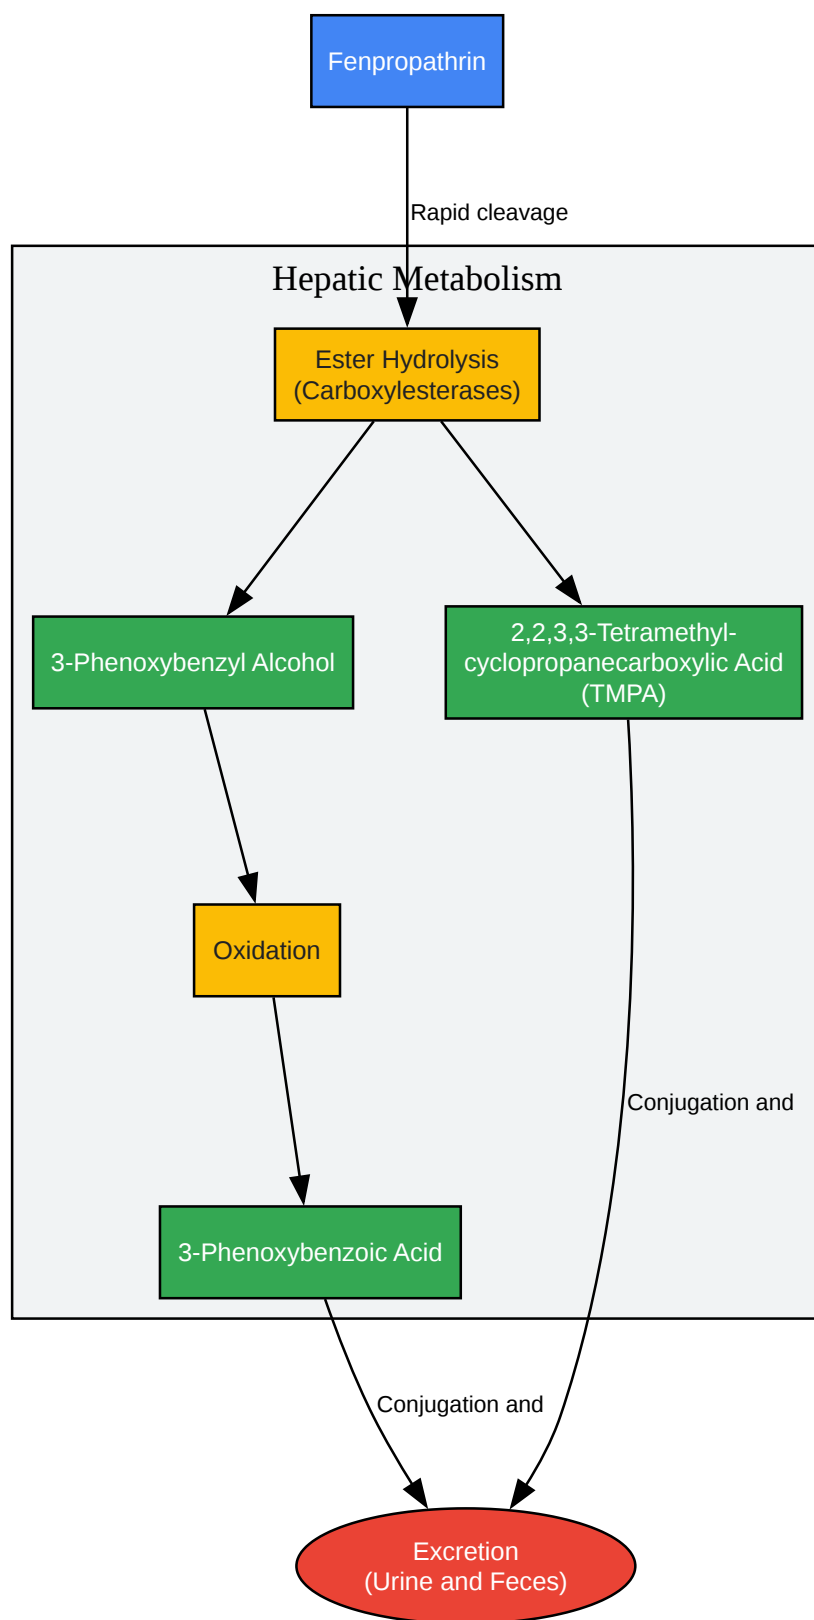 Fenpropathrin
Rapid cleavage
Hepatic Metabolism
Ester Hydrolysis
(Carboxylesterases)
3-Phenoxybenzyl Alcohol
2,2,3,3-Tetramethyl-
cyclopropanecarboxylic Acid
(TMPA)
Oxidation
Conjugation and
3-Phenoxybenzoic Acid
Conjugation and
Excretion
(Urine and Feces)